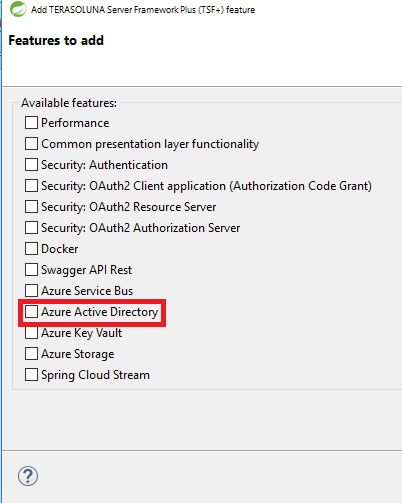 Add TERASOLUNA Server Framework Plus (TSF+) feature
Features to add
Available features:
Performance
Common presentation layer functionality
Security: Authentication
Security: OAuth2 Client application (Authorization Code Grant)
Security: OAuth2 Resource Server
Security: OAuth2 Authorization Server
Docker
Swagger API Rest
Azure Service Bus
Azure Active Directory
Azure Key Vault
Azure Storage
Spring Cloud Stream
?